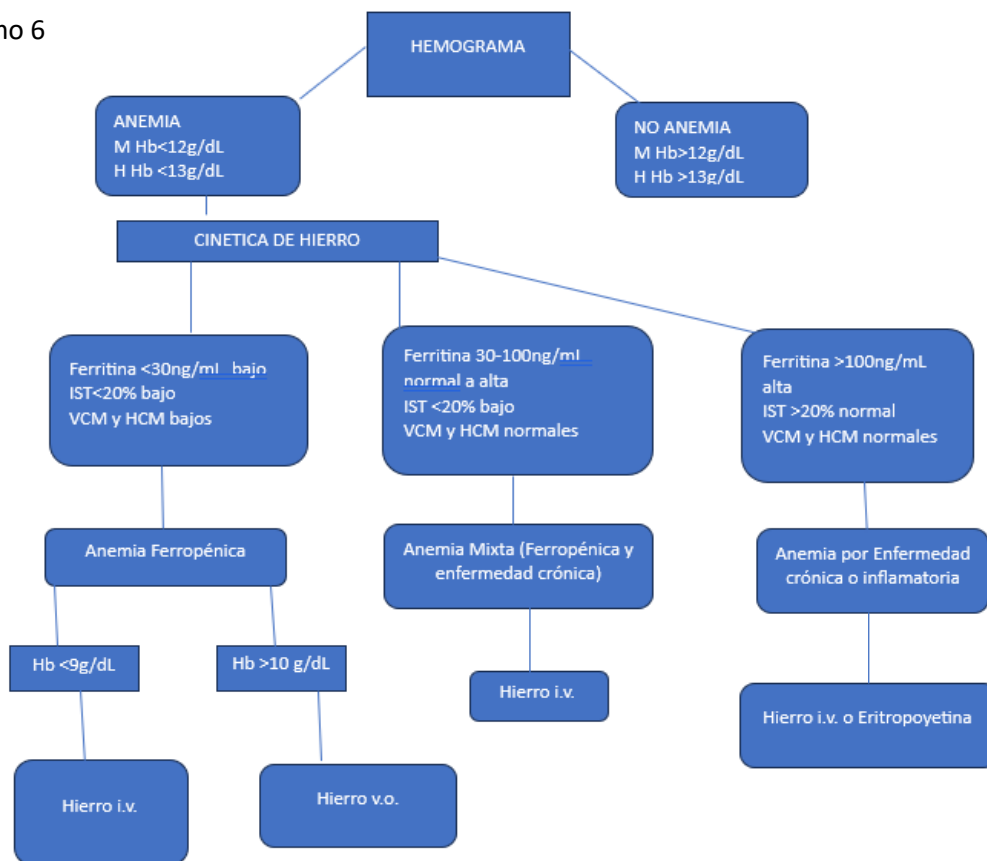 no 6
HEMOGRAMA
ANEMIA
M Hb<12g/dL
H Hb <13g/dL
NO ANEMIA
M Hb>12g/dL
H Hb >13g/dL
CINETICA DE HIERRO
Ferritina <30ng/mL bajo
IST<20% bajo
VCM y HCM bajos
Ferritina 30-100ng/mL
normal a alta
IST <20% bajo
VCM y HCM normales
Ferritina >100ng/mL
alta
IST >20% normal
VCM y HCM normales
Anemia Ferropénica
Anemia Mixta (Ferropénica y
enfermedad crónica)
Anemia por Enfermedad
crónica o inflamatoria
Hb <9g/dL
Hb >10 g/dL
Hierro i.v.
Hierro i.v. o Eritropoyetina
Hierro i.v.
Hierro v.o.